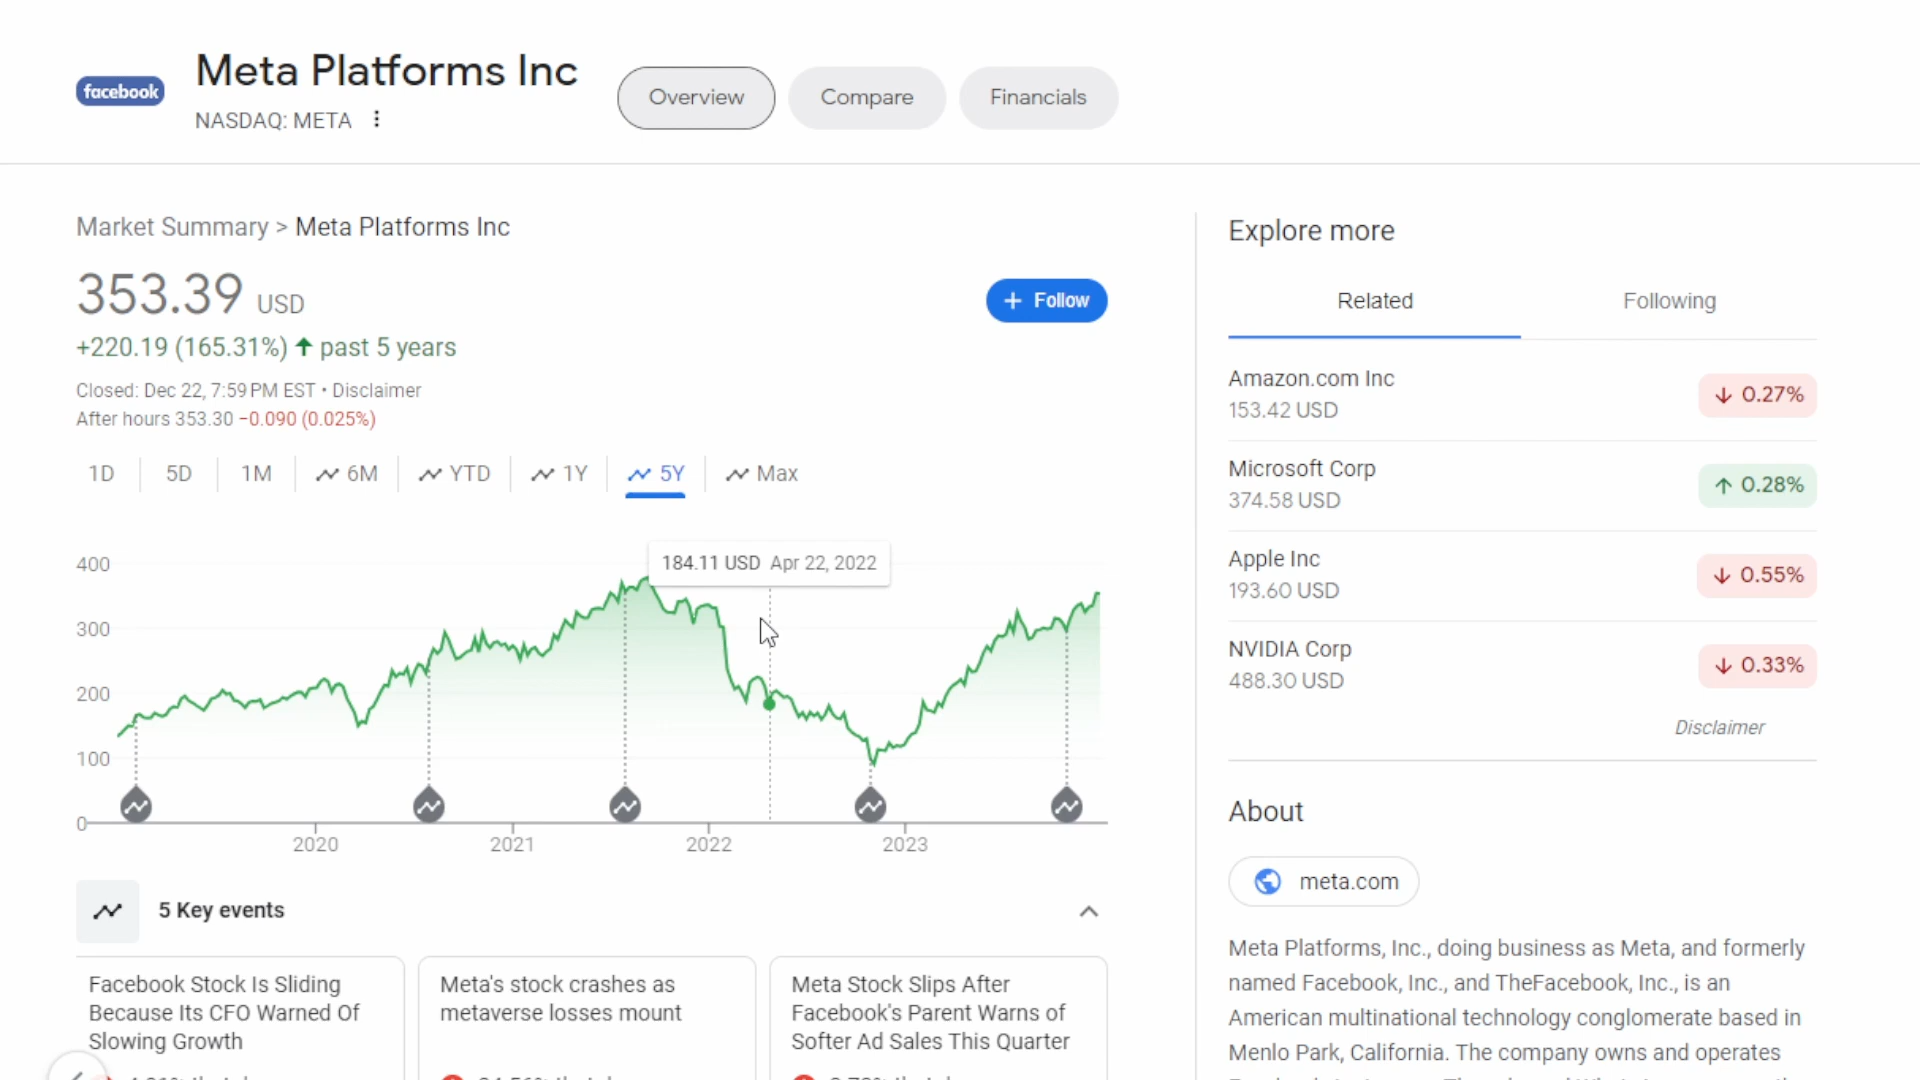 facebook
Meta Platforms Inc
NASDAQ: META
Overview
Compare
Financials
Market Summary > Meta Platforms Inc
353.39 USD
+220.19 (165.31%) ↑ past 5 years
Closed: Dec 22, 7:59 PM EST • Disclaimer
After hours 353.30 −0.090 (0.025%)
+ Follow
1D
5D
1M
6M
YTD
1Y
5Y
Max
184.11 USD Apr 22, 2022
400
300
200
100
0
2020
2021
2022
2023
5 Key events
Facebook Stock Is Sliding
Because Its CFO Warned Of
Slowing Growth
Meta's stock crashes as
metaverse losses mount
Meta Stock Slips After
Facebook's Parent Warns of
Softer Ad Sales This Quarter
Explore more
Related
Following
Amazon.com Inc
153.42 USD
↓ 0.27%
Microsoft Corp
374.58 USD
↑ 0.28%
Apple Inc
193.60 USD
↓ 0.55%
NVIDIA Corp
488.30 USD
↓ 0.33%
Disclaimer
About
meta.com
Meta Platforms, Inc., doing business as Meta, and formerly
named Facebook, Inc., and TheFacebook, Inc., is an
American multinational technology conglomerate based in
Menlo Park, California. The company owns and operates